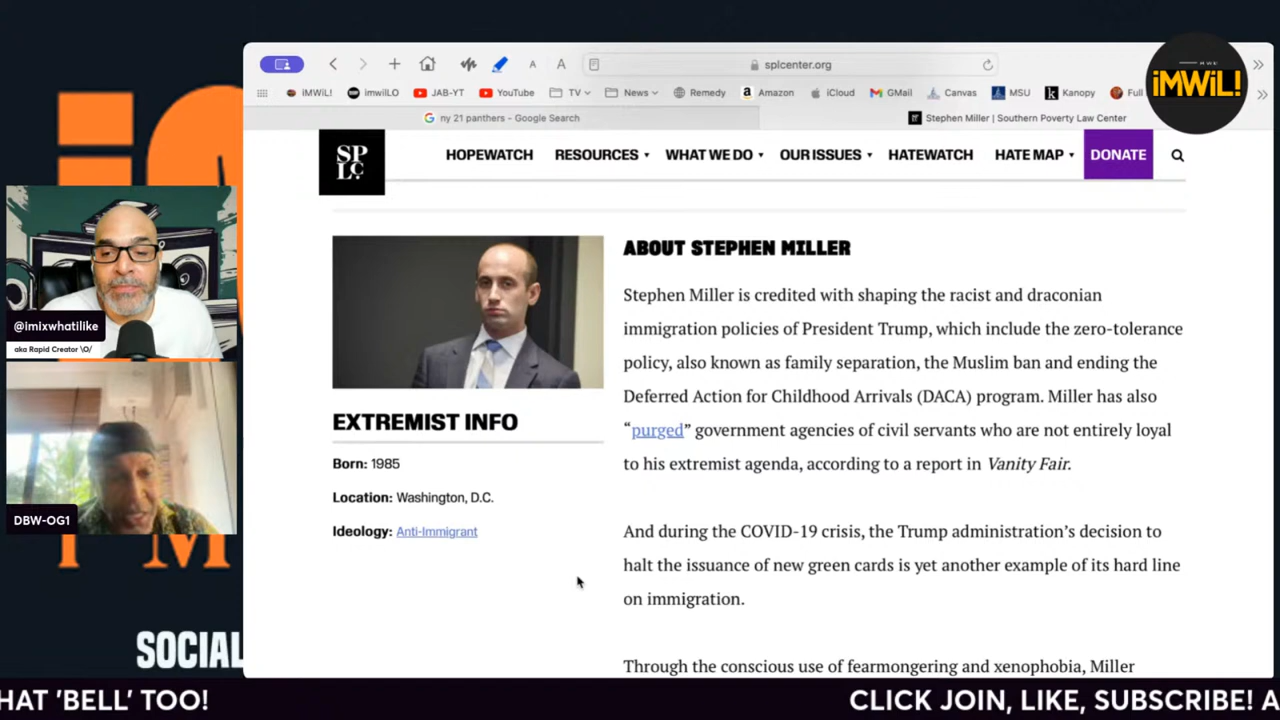 splcenter.org
iMWiL!
iMWiL!
imwilLO
JAB-YT
YouTube
TV
News
Remedy
Amazon
iCloud
GMail
Canvas
MSU
Kanopy
Full
ny 21 panthers – Google Search
Stephen Miller | Southern Poverty Law Center
SP
LC
HOPEWATCH
RESOURCES
WHAT WE DO
OUR ISSUES
HATEWATCH
HATE MAP
DONATE
ABOUT STEPHEN MILLER
Stephen Miller is credited with shaping the racist and draconian
immigration policies of President Trump, which include the zero-tolerance
policy, also known as family separation, the Muslim ban and ending the
Deferred Action for Childhood Arrivals (DACA) program. Miller has also
“purged” government agencies of civil servants who are not entirely loyal
to his extremist agenda, according to a report in Vanity Fair.
And during the COVID-19 crisis, the Trump administration’s decision to
halt the issuance of new green cards is yet another example of its hard line
on immigration.
Through the conscious use of fearmongering and xenophobia, Miller
EXTREMIST INFO
Born: 1985
Location: Washington, D.C.
Ideology: Anti-Immigrant
@imixwhatilike
aka Rapid Creator \O/
DBW-OG1
SOCIAL
HAT 'BELL' TOO!
CLICK JOIN, LIKE, SUBSCRIBE! A